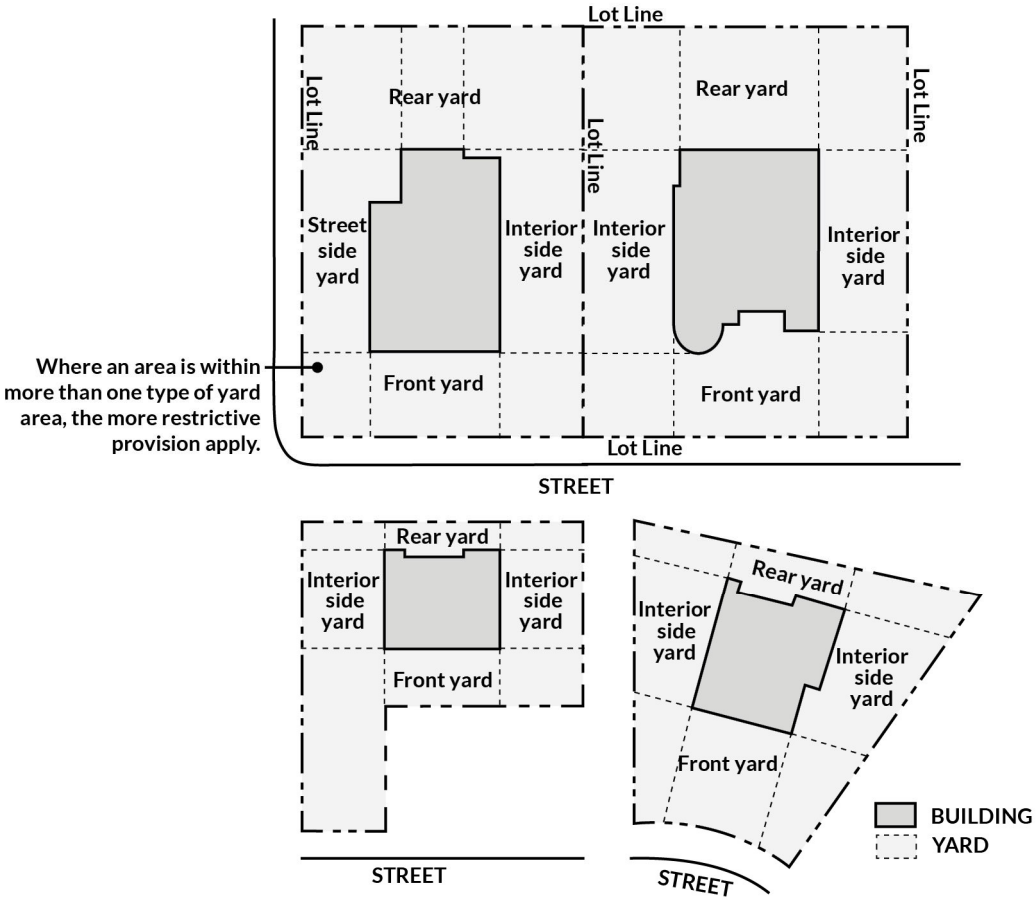 Lot Line
Lot Line
Rear yard
Lot Line
Rear yard
Lot Line
Street
side
yard
Interior
side
yard
Interior
side
yard
Interior
side
yard
Where an area is within
more than one type of yard
area, the more restrictive
provision apply.
Front yard
Front yard
Lot Line
STREET
Rear yard
Interior
side
yard
Interior
side
yard
Front yard
STREET
Rear yard
Interior
side
yard
Interior
side
yard
Front yard
STREET
BUILDING
YARD